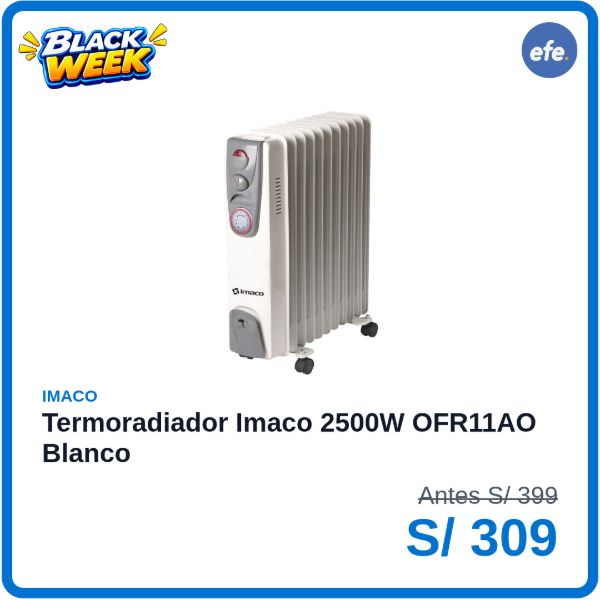 BLACK
WEEK
efe.
imaco
IMACO
Termoradiador Imaco 2500W OFR11AO
Blanco
Antes S/ 399
S/ 309